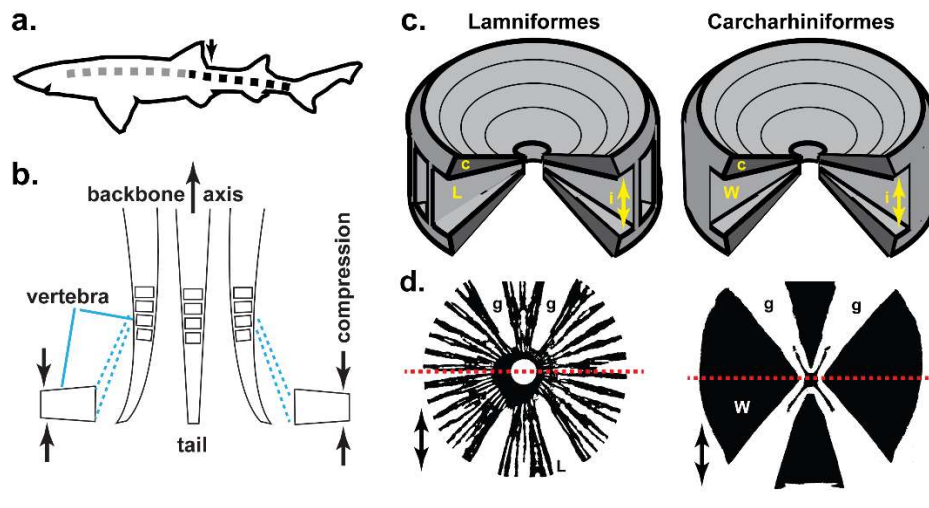 a.
b.
backbone axis
vertebra
compression
tail
c.
Lamniformes
Carcharhiniformes
c
L
i
c
W
i
d.
g
g
L
g
g
W